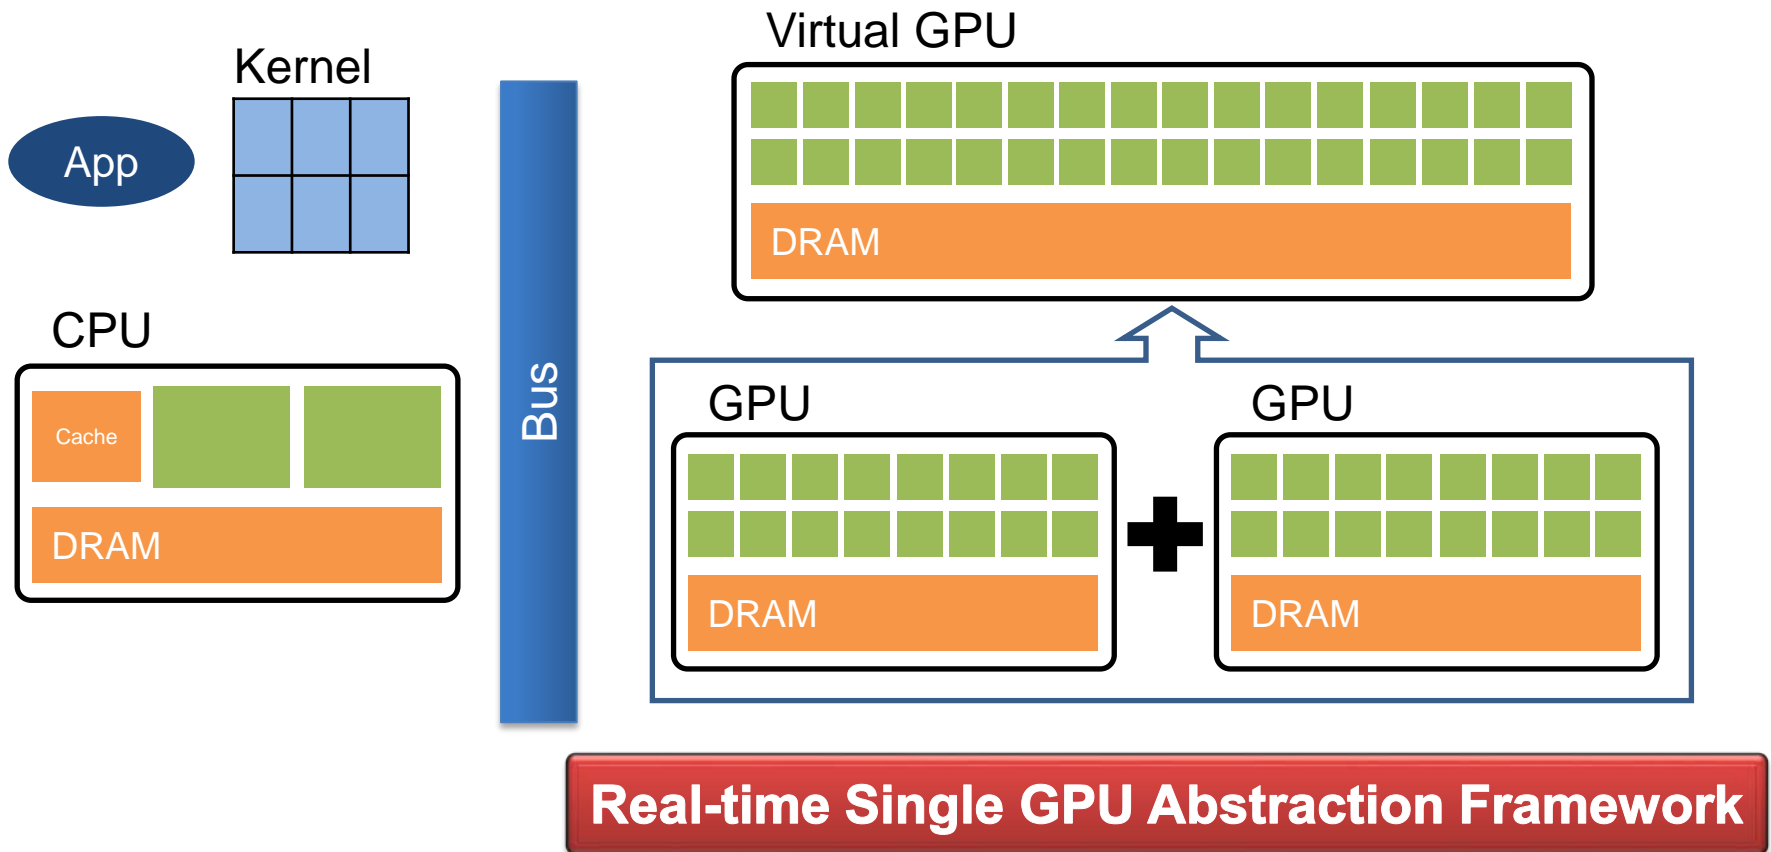 Virtual GPU
Kernel
App
DRAM
CPU
Cache
DRAM
Bus
GPU
DRAM
GPU
DRAM
Real-time Single GPU Abstraction Framework